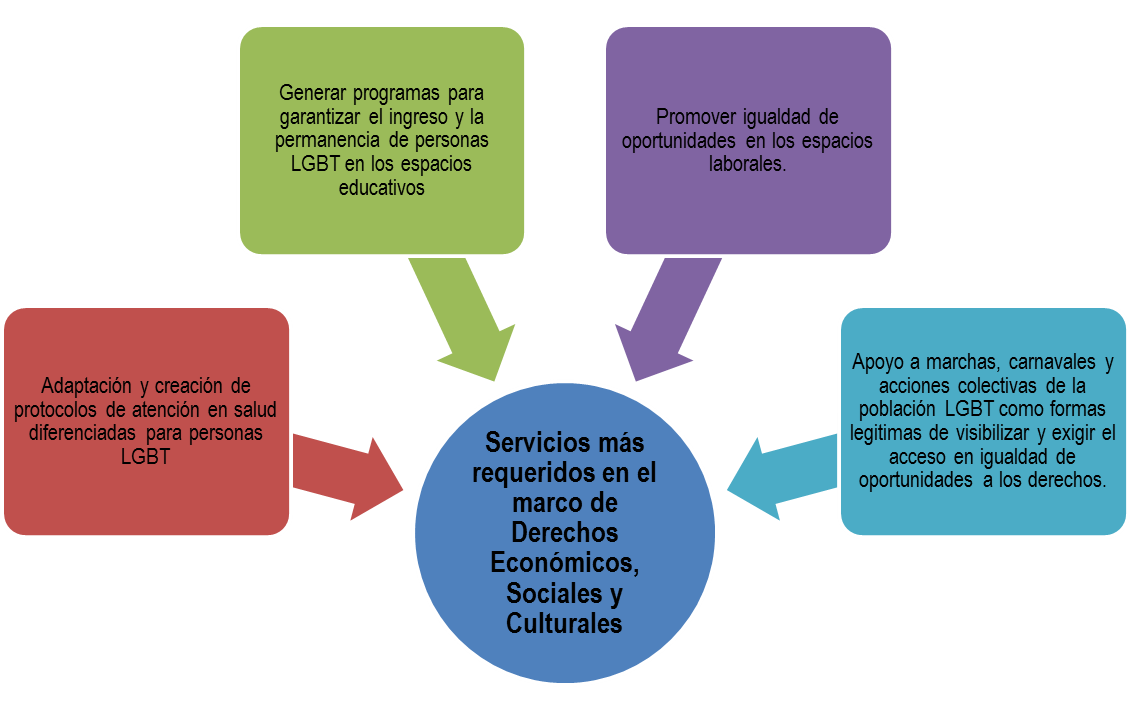 Generar programas para
garantizar el ingreso y la
permanencia de personas
LGBT en los espacios
educativos
Promover igualdad de
oportunidades en los espacios
laborales.
Adaptación y creación de
protocolos de atención en salud
diferenciadas para personas
LGBT
Apoyo a marchas, carnavales y
acciones colectivas de la
población LGBT como formas
legitimas de visibilizar y exigir el
acceso en igualdad de
oportunidades a los derechos.
Servicios más
requeridos en el
marco de
Derechos
Económicos,
Sociales y
Culturales